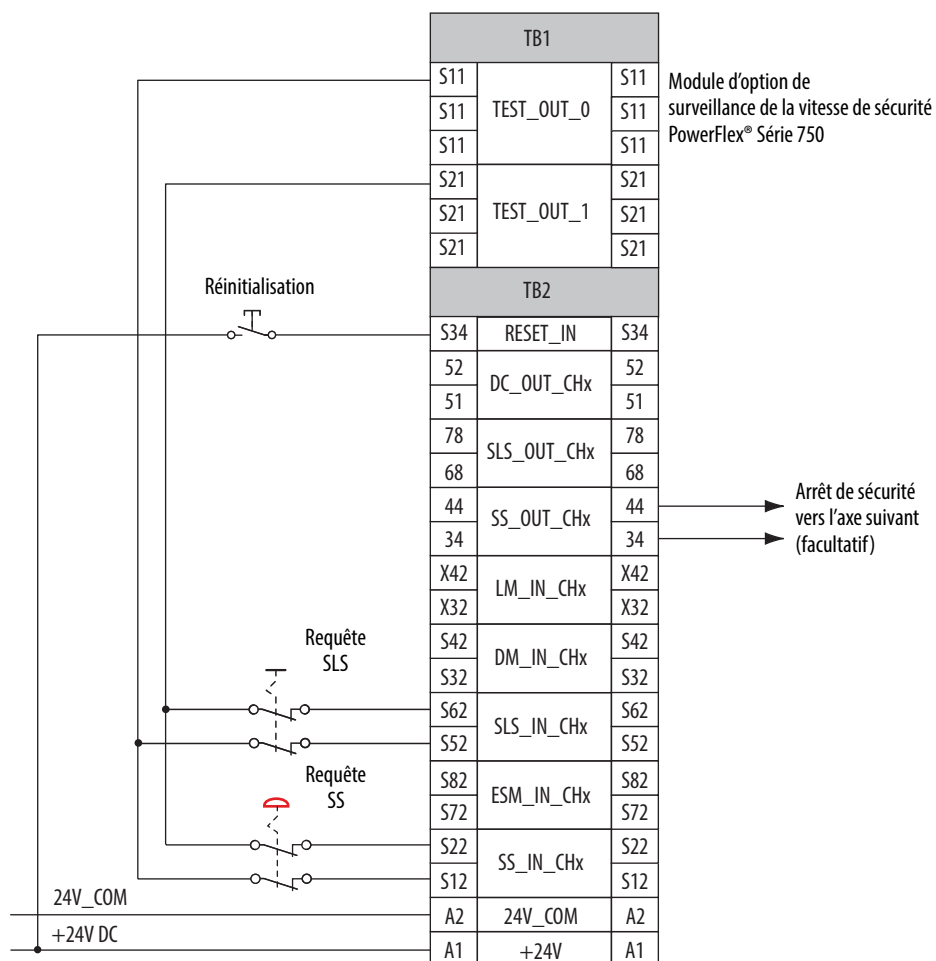 TB1
S11 S11
S11 TEST_OUT_0 S11
S11 S11
Module d'option de
surveillance de la vitesse de sécurité
PowerFlex® Série 750
S21 S21
S21 TEST_OUT_1 S21
S21 S21
TB2
Réinitialisation
S34 RESET_IN S34
52 52
DC_OUT_CHx
51 51
78 78
SLS_OUT_CHx
68 68
44 44
SS_OUT_CHx
34 34
Arrêt de sécurité
vers l'axe suivant
(facultatif)
X42 X42
LM_IN_CHx
X32 X32
S42 S42
DM_IN_CHx
S32 S32
Requête
SLS
S62 S62
SLS_IN_CHx
S52 S52
Requête
SS
S82 S82
ESM_IN_CHx
S72 S72
S22 S22
SS_IN_CHx
S12 S12
24V_COM
A2 24V_COM A2
+24V DC
A1 +24V A1